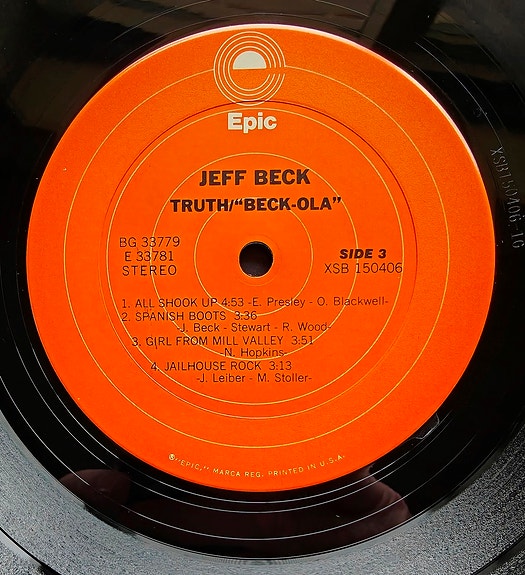 Epic
JEFF BECK
TRUTH/"BECK-OLA"
BG 33779
E 33781
STEREO
SIDE 3
XSB 150406
1. ALL SHOOK UP 4:53 -E. Presley - O. Blackwell-
2. SPANISH BOOTS 3:36
-J. Beck - Stewart - R. Wood-
3. GIRL FROM MILL VALLEY 3:51
-N. Hopkins-
4. JAILHOUSE ROCK 3:13
-J. Leiber - M. Stoller-
®"EPIC," MARCA REG. PRINTED IN U.S.A.